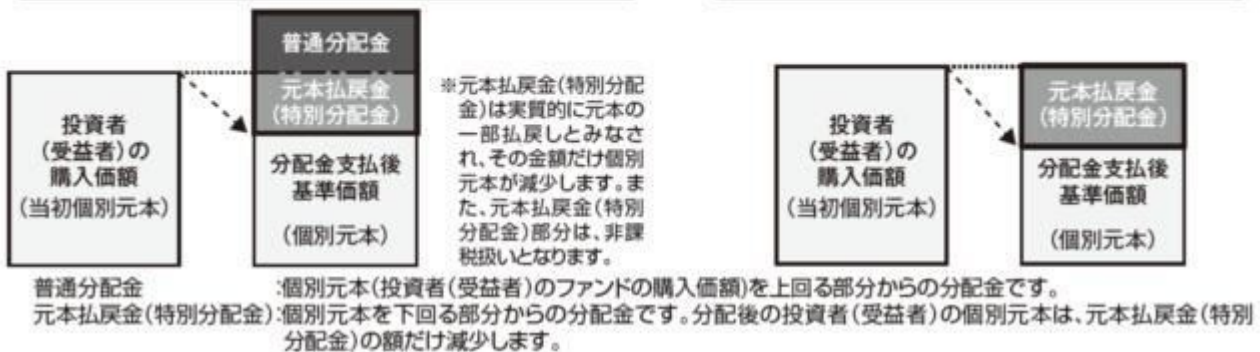 普通分配金
元本払戻金
(特別分配金)
投資者
(受益者)の
購入価額
(当初個別元本)
分配金支払後
基準価額
(個別元本)
※元本払戻金(特別分配
金)は実質的に元本の
一部払戻しとみなさ
れ、その金額だけ個別
元本が減少します。ま
た、元本払戻金(特別
分配金)部分は、非課
税扱いとなります。
投資者
(受益者)の
購入価額
(当初個別元本)
元本払戻金
(特別分配金)
分配金支払後
基準価額
(個別元本)
普通分配金 :個別元本(投資者(受益者)のファンドの購入価額)を上回る部分からの分配金です。
元本払戻金(特別分配金):個別元本を下回る部分からの分配金です。分配後の投資者(受益者)の個別元本は、元本払戻金(特別
分配金)の額だけ減少します。